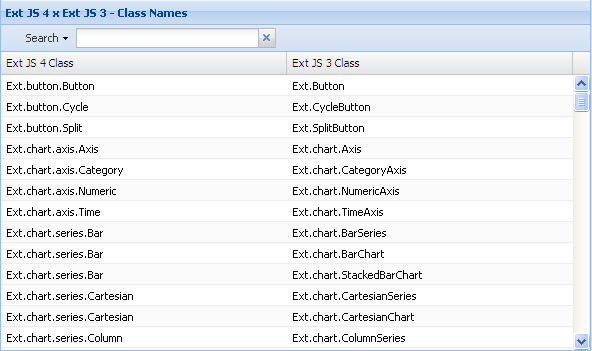 Ext JS 4 x Ext JS 3 - Class Names
Search
Ext JS 4 Class Ext JS 3 Class
Ext.button.Button Ext.Button
Ext.button.Cycle Ext.CycleButton
Ext.button.Split Ext.SplitButton
Ext.chart.axis.Axis Ext.chart.Axis
Ext.chart.axis.Category Ext.chart.CategoryAxis
Ext.chart.axis.Numeric Ext.chart.NumericAxis
Ext.chart.axis.Time Ext.chart.TimeAxis
Ext.chart.series.Bar Ext.chart.BarSeries
Ext.chart.series.Bar Ext.chart.BarChart
Ext.chart.series.Bar Ext.chart.StackedBarChart
Ext.chart.series.Cartesian Ext.chart.CartesianSeries
Ext.chart.series.Cartesian Ext.chart.CartesianChart
Ext.chart.series.Column Ext.chart.ColumnSeries